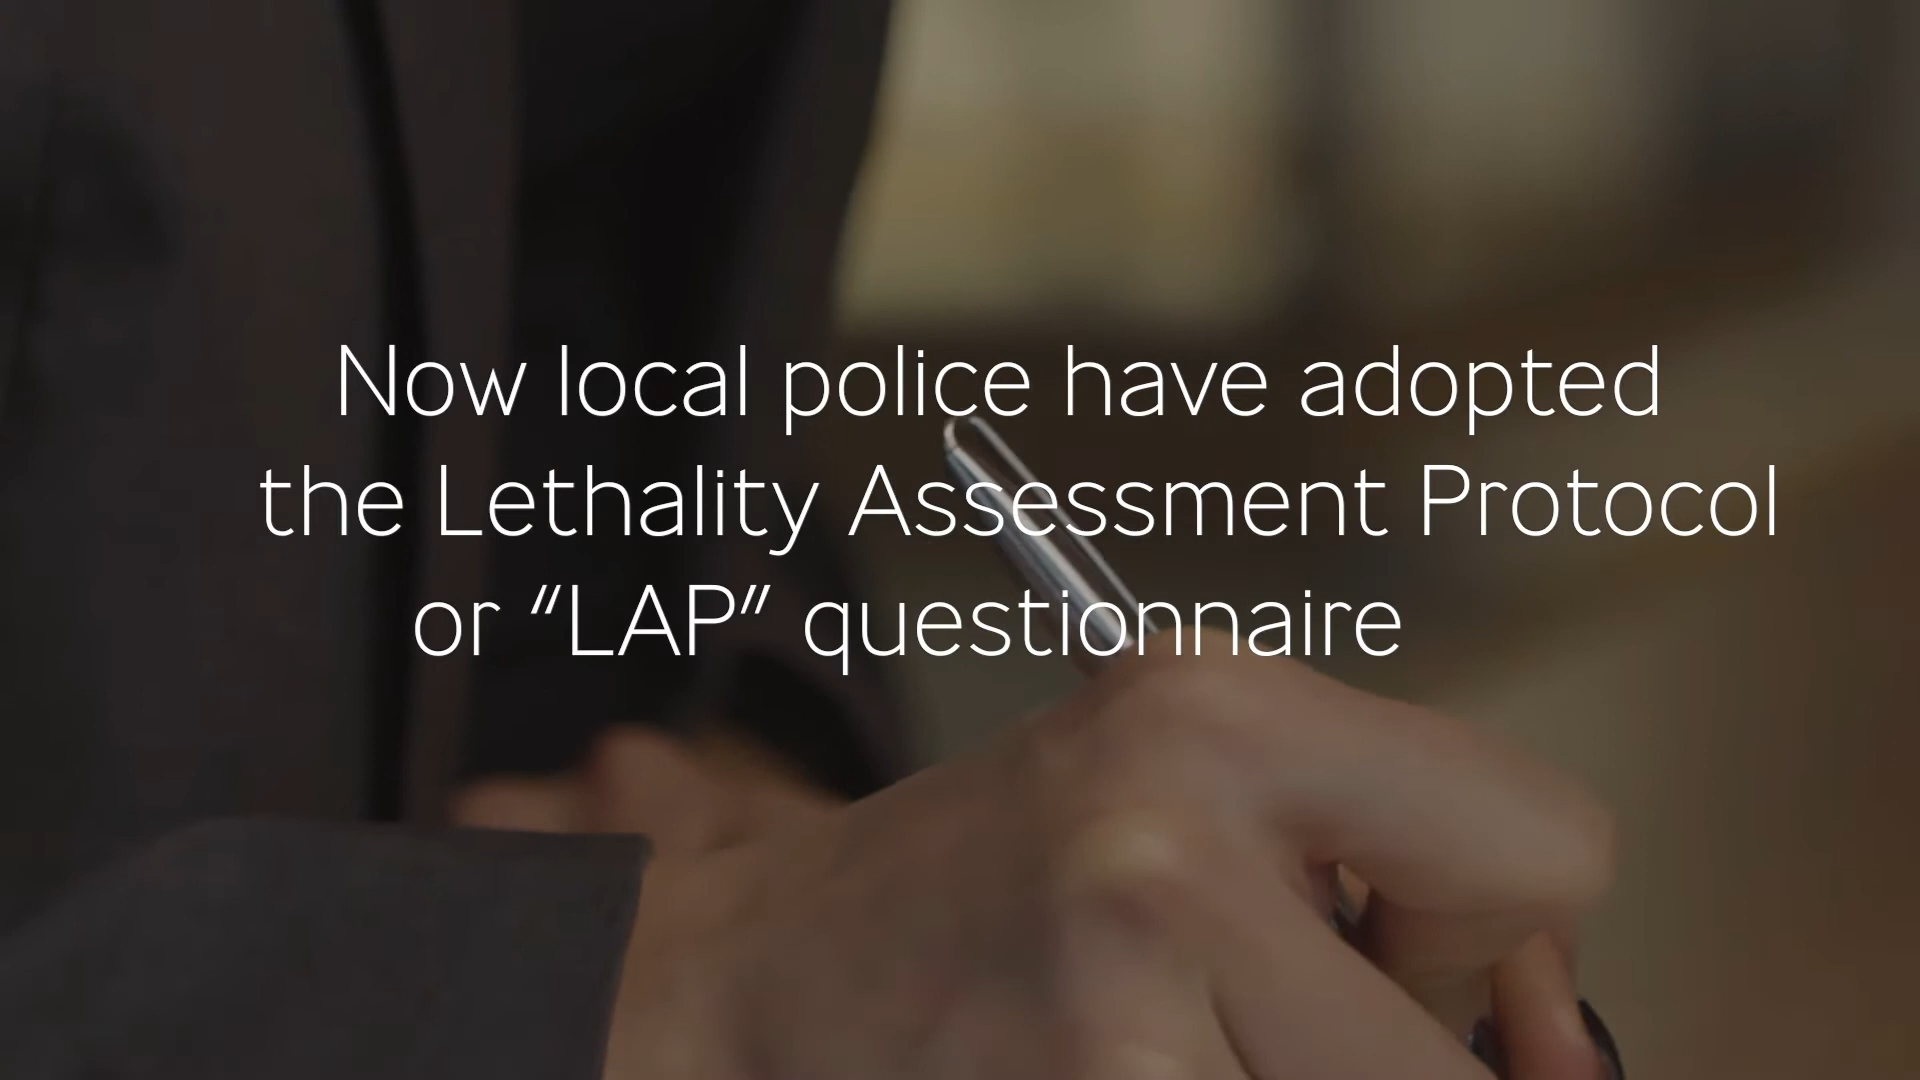 Now local police have adopted
the Lethality Assessment Protocol
or “LAP” questionnaire